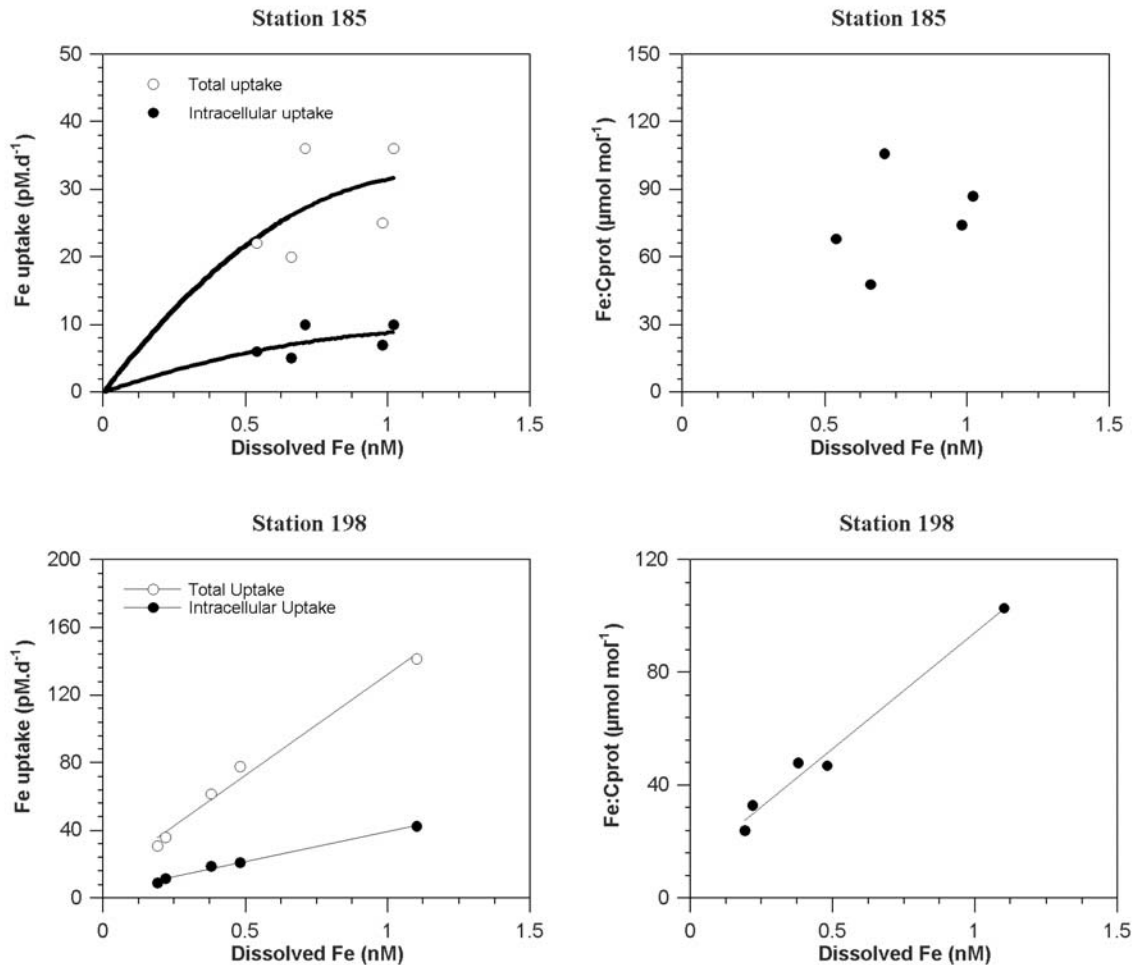 Station 185
50
40
30
20
10
0
Fe uptake (pM.d⁻¹)
Total uptake
Intracellular uptake
0 0.5 1 1.5
Dissolved Fe (nM)
Station 185
150
120
90
60
30
0
Fe:Cprot (µmol mol⁻¹)
0 0.5 1 1.5
Dissolved Fe (nM)
Station 198
200
160
120
80
40
0
Fe uptake (pM.d⁻¹)
Total Uptake
Intracellular Uptake
0 0.5 1 1.5
Dissolved Fe (nM)
Station 198
120
80
40
0
Fe:Cprot (µmol mol⁻¹)
0 0.5 1 1.5
Dissolved Fe (nM)